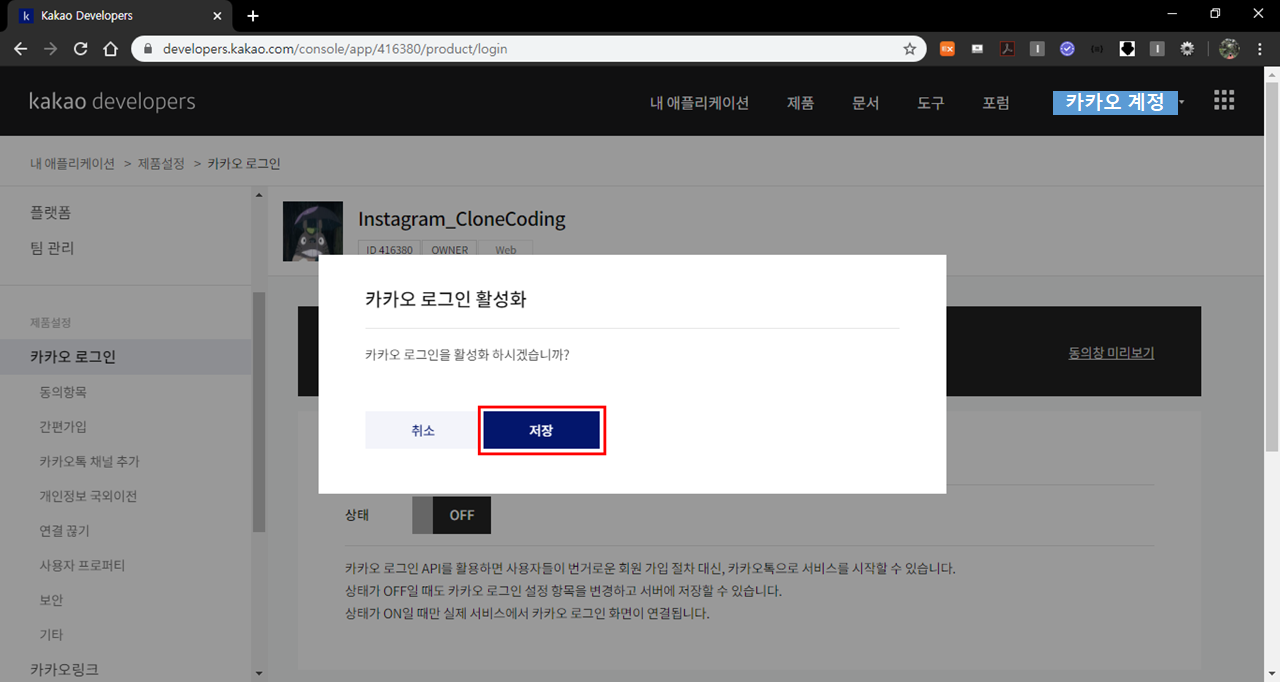 Kakao Developers
developers.kakao.com/console/app/416380/product/login
kakao developers
내 애플리케이션 제품 문서 도구 포럼 카카오 계정
내 애플리케이션 > 제품설정 > 카카오 로그인
플랫폼
팀 관리
제품설정
카카오 로그인
동의항목
간편가입
카카오톡 채널 추가
개인정보 국외이전
연결 끊기
사용자 프로퍼티
보안
기타
카카오링크
Instagram_CloneCoding
ID 416380 OWNER Web
동의창 미리보기
카카오 로그인 활성화
카카오 로그인을 활성화 하시겠습니까?
취소 저장
상태 OFF
카카오 로그인 API를 활용하면 사용자들이 번거로운 회원 가입 절차 대신, 카카오톡으로 서비스를 시작할 수 있습니다.
상태가 OFF일 때도 카카오 로그인 설정 항목을 변경하고 서버에 저장할 수 있습니다.
상태가 ON일 때만 실제 서비스에서 카카오 로그인 화면이 연결됩니다.